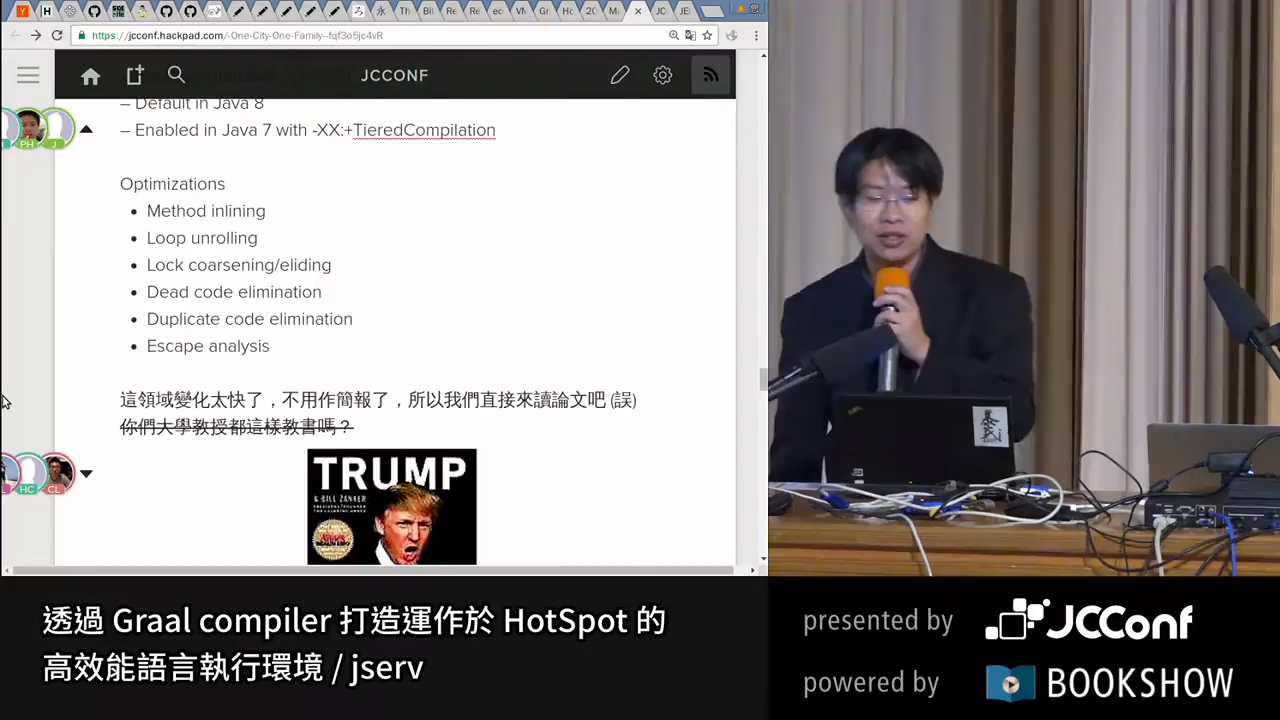 https://jcconf.hackpad.com/-One-City-One-Family--fqf3o5jc4vR
JCCONF
– Default in Java 8
– Enabled in Java 7 with -XX:+TieredCompilation
PH
J
Optimizations
Method inlining
Loop unrolling
Lock coarsening/eliding
Dead code elimination
Duplicate code elimination
Escape analysis
這領域變化太快了，不用作簡報了，所以我們直接來讀論文吧 (誤)
你們大學教授都這樣教書嗎？
HC
CL
TRUMP
& BILL ZANKER
透過 Graal compiler 打造運作於 HotSpot 的
高效能語言執行環境 / jserv
presented by JCConf
powered by BOOKSHOW